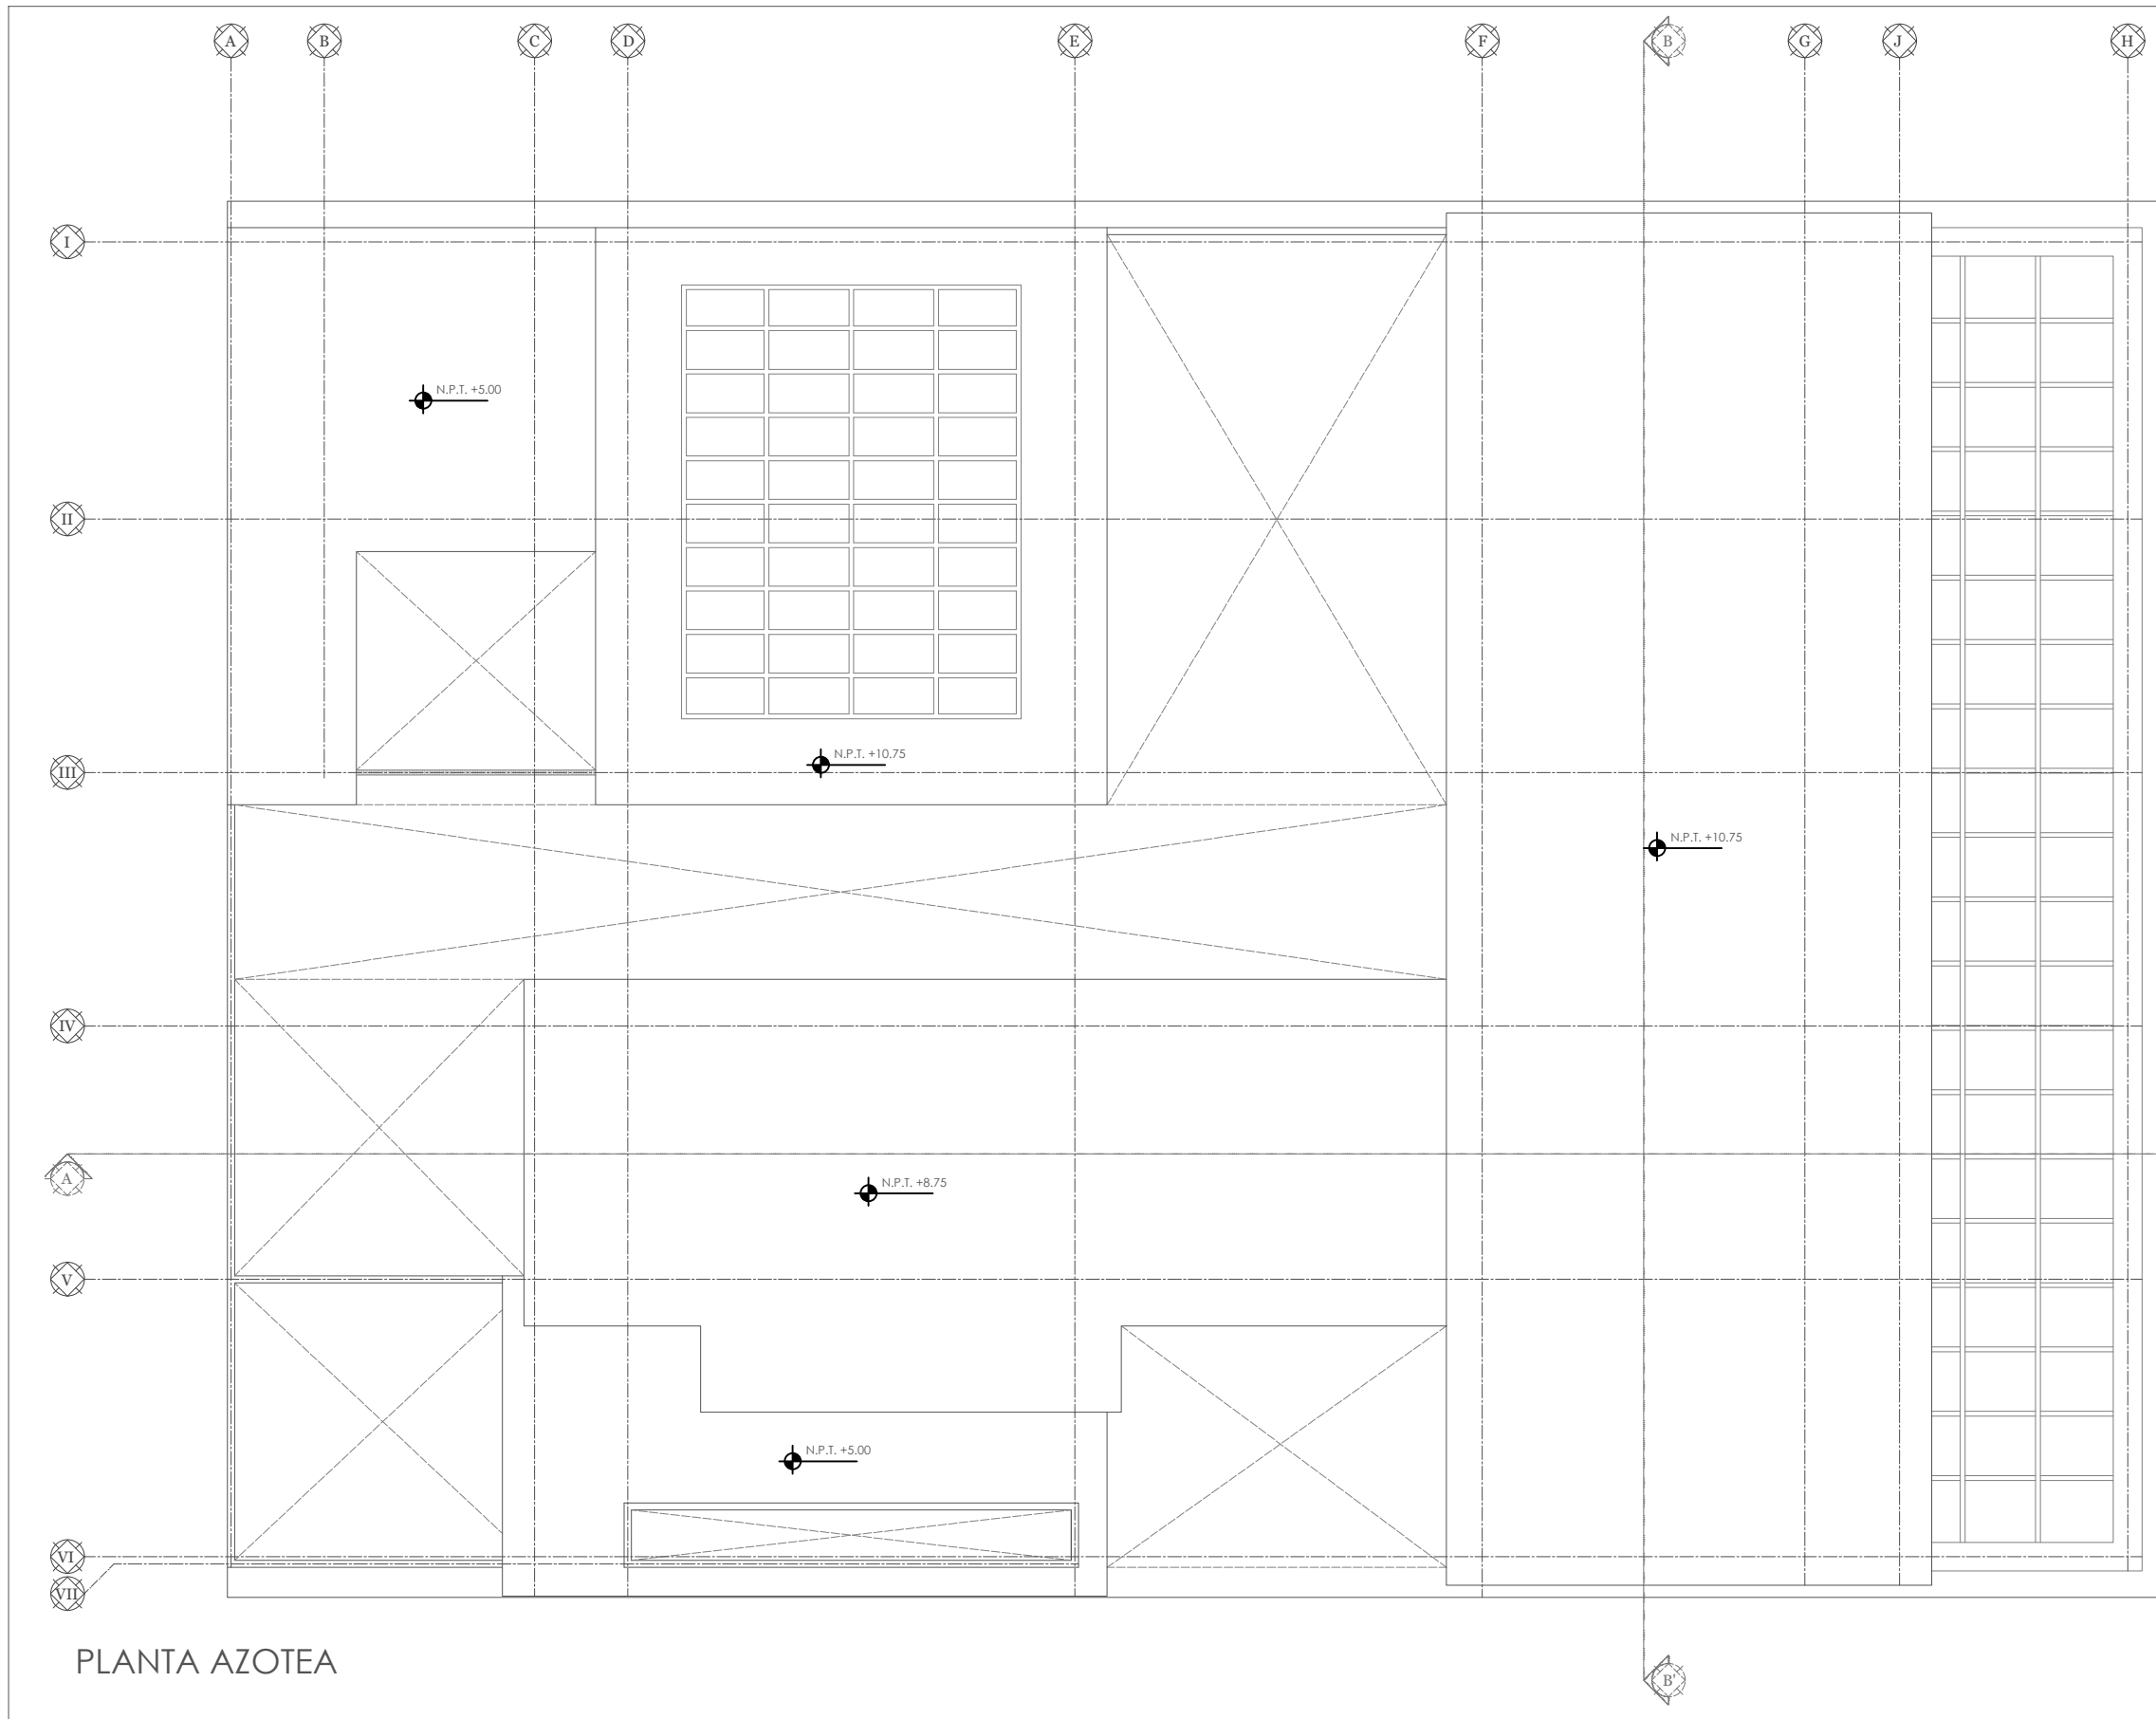 A B C D E F B G J H
I
N.P.T. +5.00
II
N.P.T. +10.75
III
N.P.T. +10.75
IV
A
N.P.T. +8.75
V
N.P.T. +5.00
VI
VII
PLANTA AZOTEA
B'